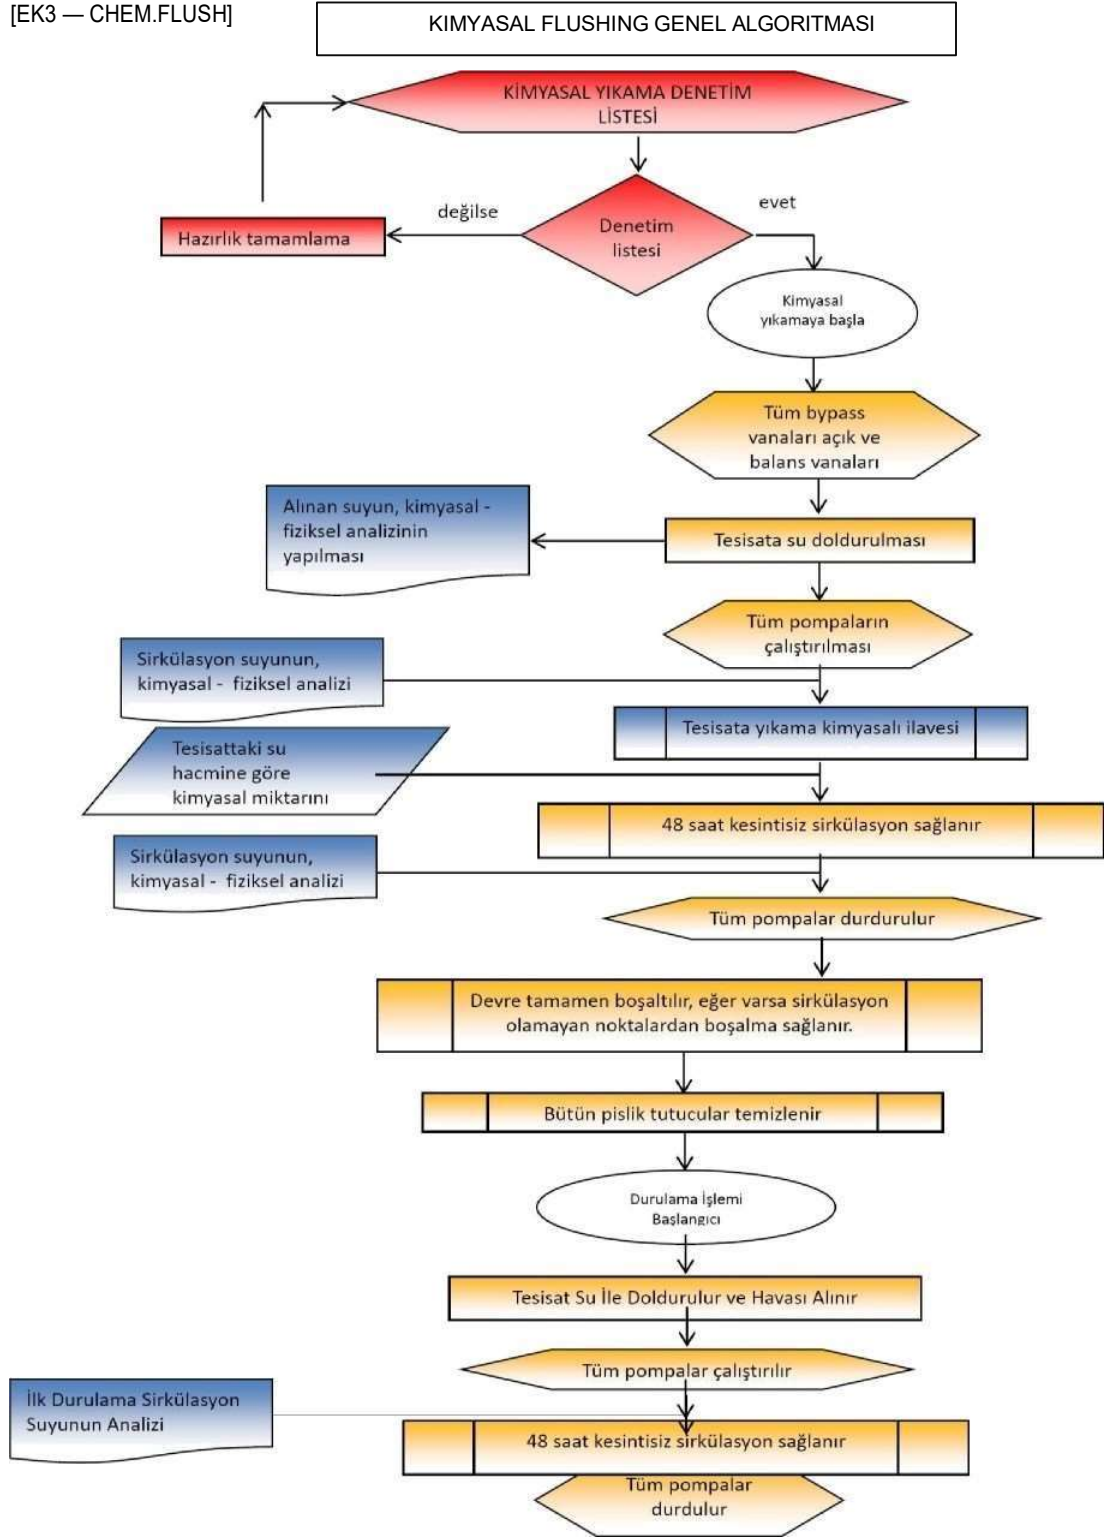 [EK3 — CHEM.FLUSH]
KIMYASAL FLUSHING GENEL ALGORITMASI
KİMYASAL YIKAMA DENETİM
LİSTESİ
değilse
evet
Denetim
listesi
Hazırlık tamamlama
Kimyasal
yıkamaya başla
Tüm bypass
vanaları açık ve
balans vanaları
Alınan suyun, kimyasal -
fiziksel analizinin
yapılması
Tesisata su doldurulması
Tüm pompaların
çalıştırılması
Sirkülasyon suyunun,
kimyasal - fiziksel analizi
Tesisata yıkama kimyasalı ilavesi
Tesisattaki su
hacmine göre
kimyasal miktarını
48 saat kesintisiz sirkülasyon sağlanır
Sirkülasyon suyunun,
kimyasal - fiziksel analizi
Tüm pompalar durdurulur
Devre tamamen boşaltılır, eğer varsa sirkülasyon
olamayan noktalardan boşalma sağlanır.
Bütün pislik tutucular temizlenir
Durulama İşlemi
Başlangıcı
Tesisat Su İle Doldurulur ve Havası Alınır
Tüm pompalar çalıştırılır
İlk Durulama Sirkülasyon
Suyunun Analizi
48 saat kesintisiz sirkülasyon sağlanır
Tüm pompalar
durdulur